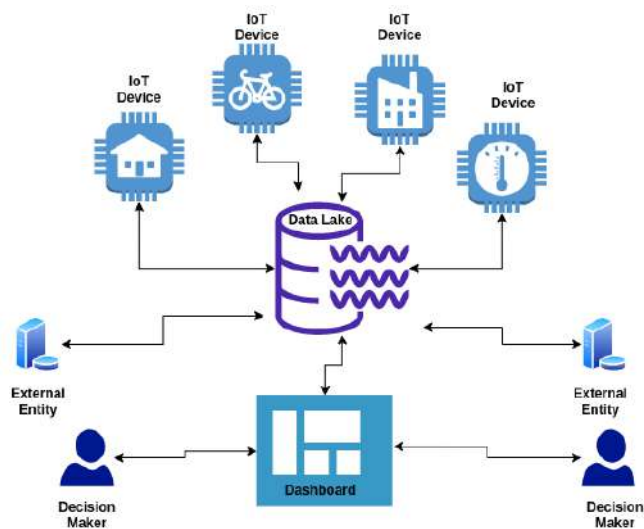 IoT
Device
IoT
Device
IoT
Device
IoT
Device
Data Lake
External
Entity
External
Entity
Dashboard
Decision
Maker
Decision
Maker